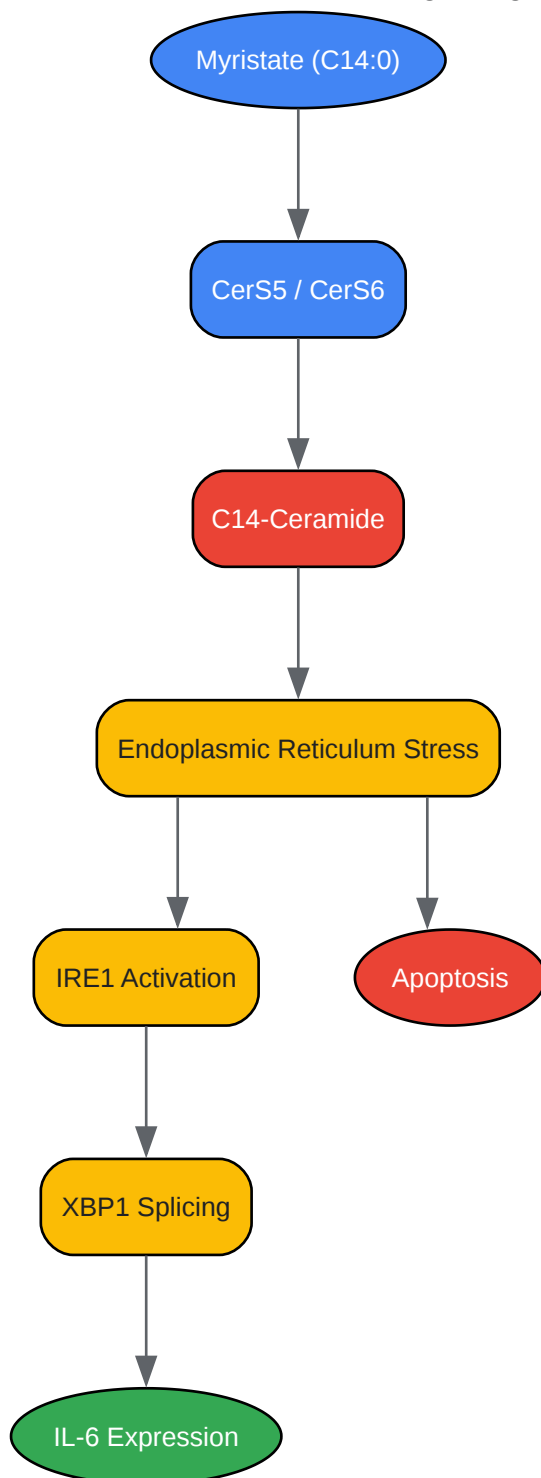 Myristate (C14:0)
CerS5 / CerS6
C14-Ceramide
Endoplasmic Reticulum Stress
IRE1 Activation
Apoptosis
XBP1 Splicing
IL-6 Expression